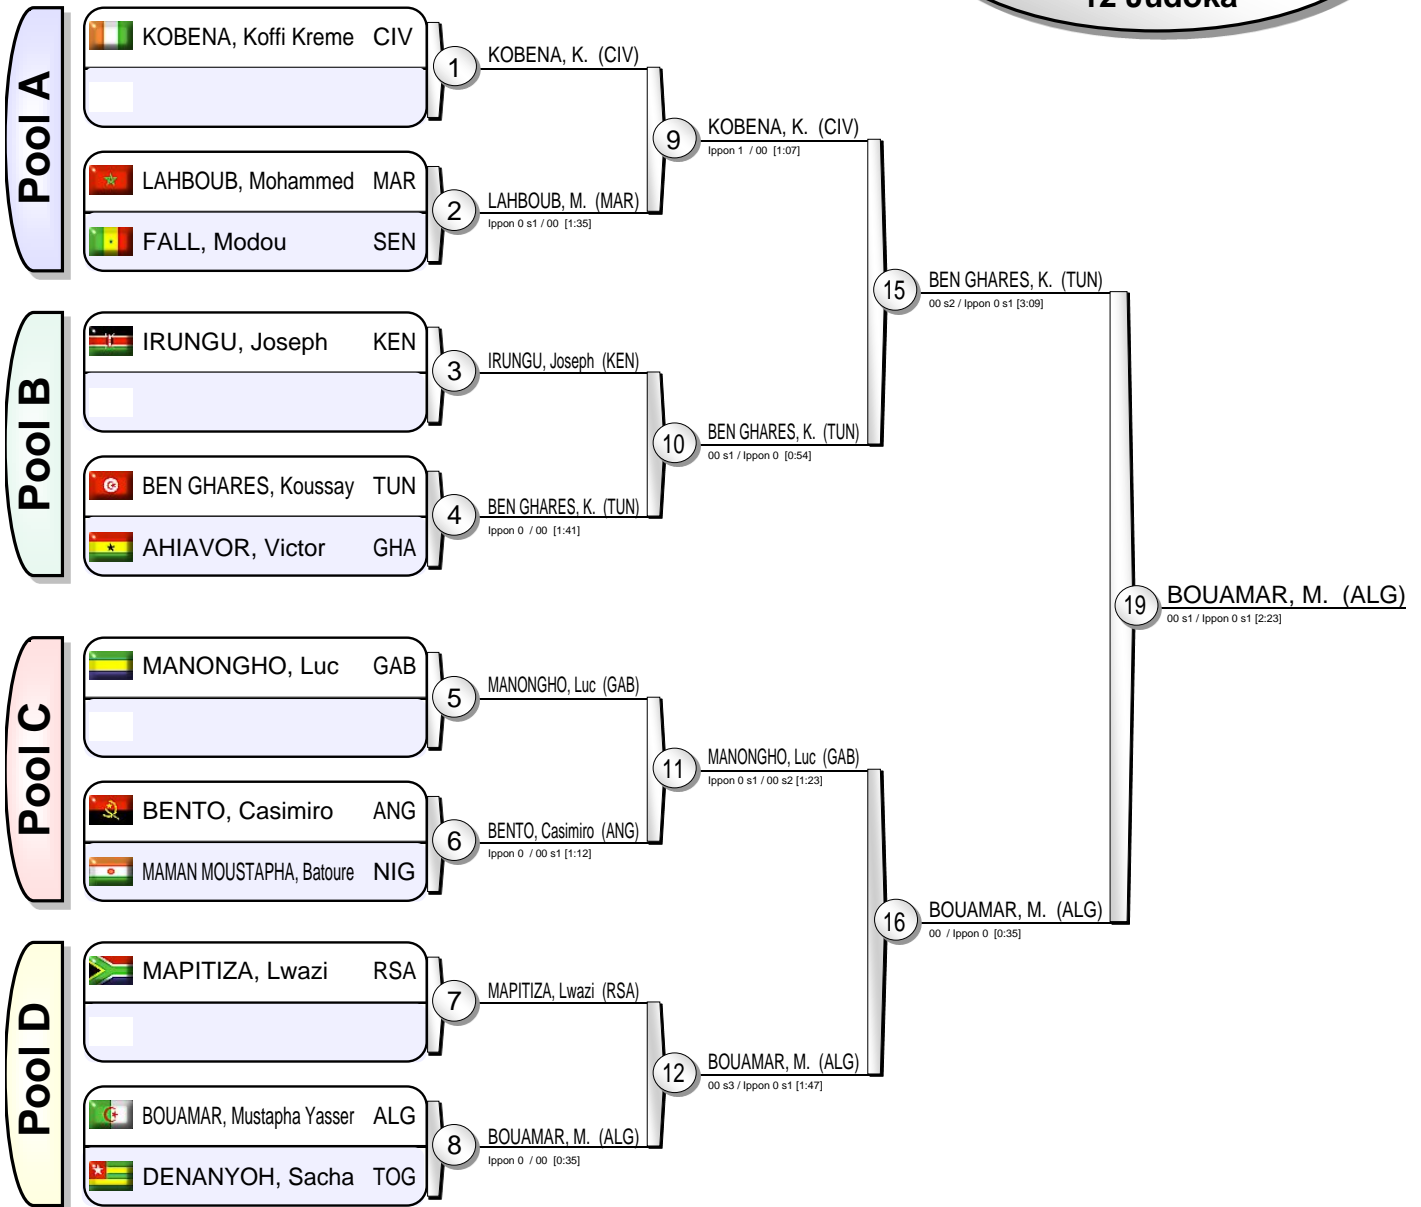 12 Judoka
Pool A
KOBENA, Koffi Kreme CIV
1
KOBENA, K. (CIV)
LAHBOUB, Mohammed MAR
FALL, Modou SEN
2
LAHBOUB, M. (MAR)
Ippon 0 s1 / 00 [1:35]
9
KOBENA, K. (CIV)
Ippon 1 / 00 [1:07]
Pool B
IRUNGU, Joseph KEN
3
IRUNGU, Joseph (KEN)
BEN GHARES, Koussay TUN
AHIAVOR, Victor GHA
4
BEN GHARES, K. (TUN)
Ippon 0 / 00 [1:41]
10
BEN GHARES, K. (TUN)
00 s1 / Ippon 0 [0:54]
15
BEN GHARES, K. (TUN)
00 s2 / Ippon 0 s1 [3:09]
Pool C
MANONGHO, Luc GAB
5
MANONGHO, Luc (GAB)
BENTO, Casimiro ANG
MAMAN MOUSTAPHA, Batoure NIG
6
BENTO, Casimiro (ANG)
Ippon 0 / 00 s1 [1:12]
11
MANONGHO, Luc (GAB)
Ippon 0 s1 / 00 s2 [1:23]
Pool D
MAPITIZA, Lwazi RSA
7
MAPITIZA, Lwazi (RSA)
BOUAMAR, Mustapha Yasser ALG
DENANYOH, Sacha TOG
8
BOUAMAR, M. (ALG)
Ippon 0 / 00 [0:35]
12
BOUAMAR, M. (ALG)
00 s3 / Ippon 0 s1 [1:47]
16
BOUAMAR, M. (ALG)
00 / Ippon 0 [0:35]
19
BOUAMAR, M. (ALG)
00 s1 / Ippon 0 s1 [2:23]